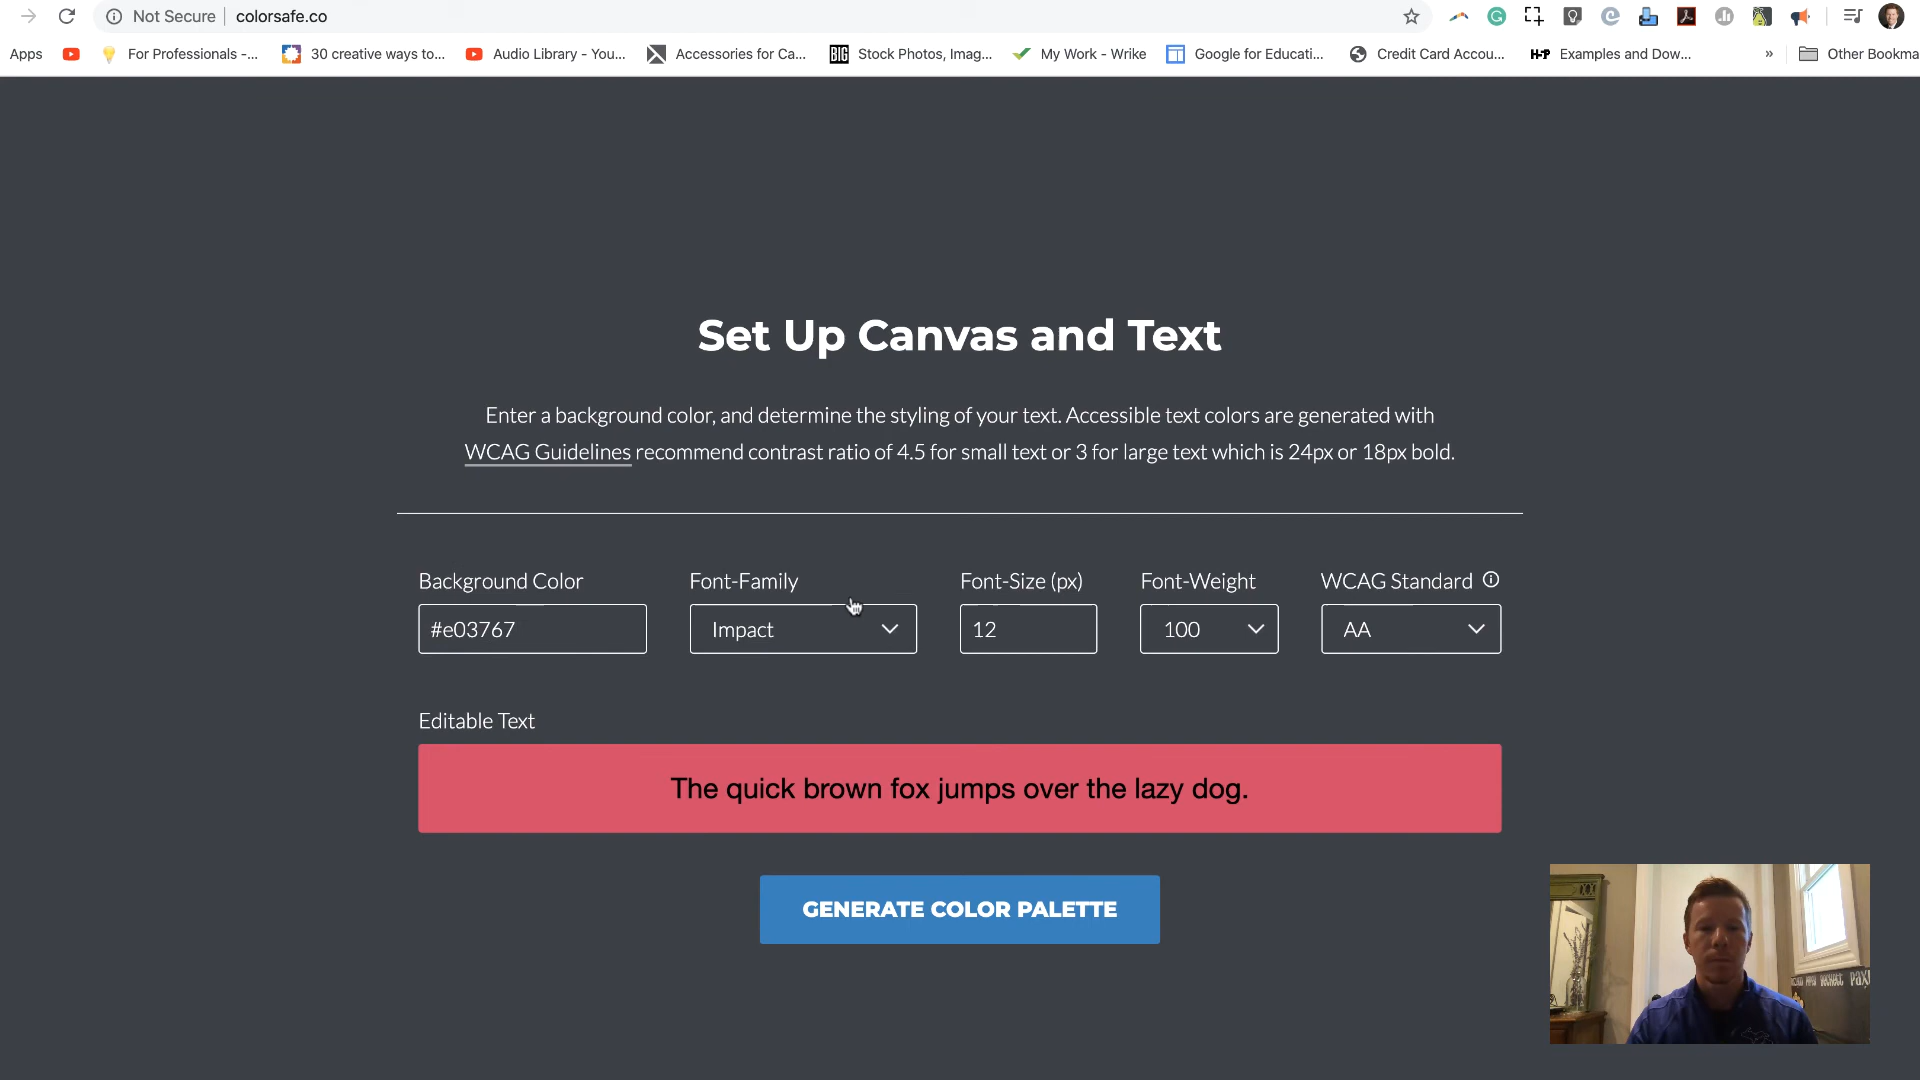 Not Secure | colorsafe.co
Apps For Professionals -... 30 creative ways to... Audio Library - You... Accessories for Ca... BIG Stock Photos, Imag... My Work - Wrike Google for Educati... Credit Card Accou... H-P Examples and Dow... » Other Bookma
Set Up Canvas and Text
Enter a background color, and determine the styling of your text. Accessible text colors are generated with
WCAG Guidelines recommend contrast ratio of 4.5 for small text or 3 for large text which is 24px or 18px bold.
Background Color Font-Family Font-Size (px) Font-Weight WCAG Standard
#e03767 Impact 12 100 AA
Editable Text
The quick brown fox jumps over the lazy dog.
GENERATE COLOR PALETTE